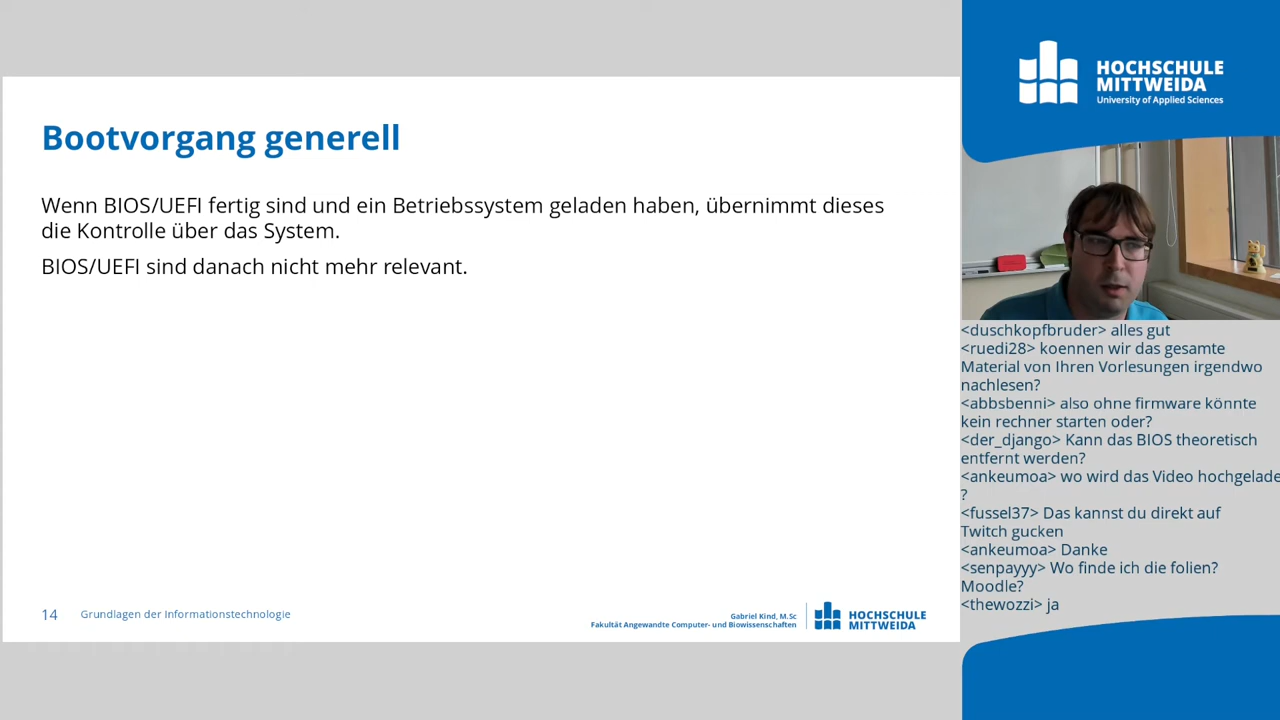 Bootvorgang generell
Wenn BIOS/UEFI fertig sind und ein Betriebssystem geladen haben, übernimmt dieses
die Kontrolle über das System.
BIOS/UEFI sind danach nicht mehr relevant.
14
Grundlagen der Informationstechnologie
Gabriel Kind, M.Sc
Fakultät Angewandte Computer- und Biowissenschaften
HOCHSCHULE
MITTWEIDA
HOCHSCHULE
MITTWEIDA
University of Applied Sciences
<duschkopfbruder> alles gut
<ruedi28> koennen wir das gesamte
Material von Ihren Vorlesungen irgendwo
nachlesen?
<abbsbenni> also ohne firmware könnte
kein rechner starten oder?
<der_django> Kann das BIOS theoretisch
entfernt werden?
<ankeumoa> wo wird das Video hochgelade
?
<fussel37> Das kannst du direkt auf
Twitch gucken
<ankeumoa> Danke
<senpayyy> Wo finde ich die folien?
Moodle?
<thewozzi> ja